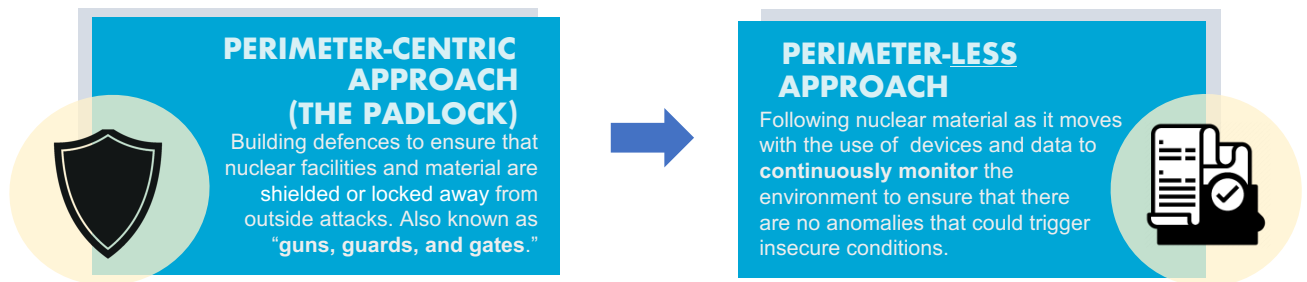 PERIMETER-CENTRIC
APPROACH
(THE PADLOCK)
Building defences to ensure that
nuclear facilities and material are
shielded or locked away from
outside attacks. Also known as
“guns, guards, and gates.”
PERIMETER-LESS
APPROACH
Following nuclear material as it moves
with the use of devices and data to
continuously monitor the
environment to ensure that there
are no anomalies that could trigger
insecure conditions.